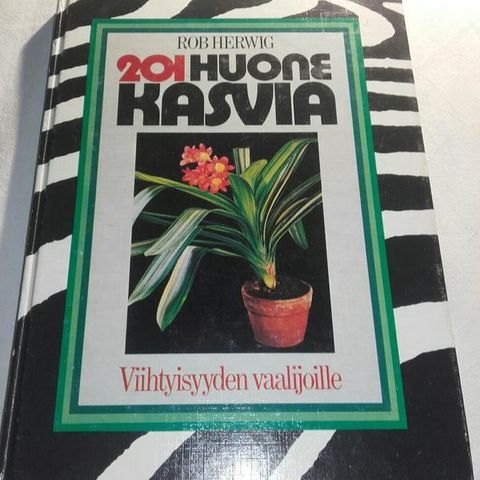 ROB HERWIG
201 HUONE
KASVIA
Viihtyisyyden vaalijoille